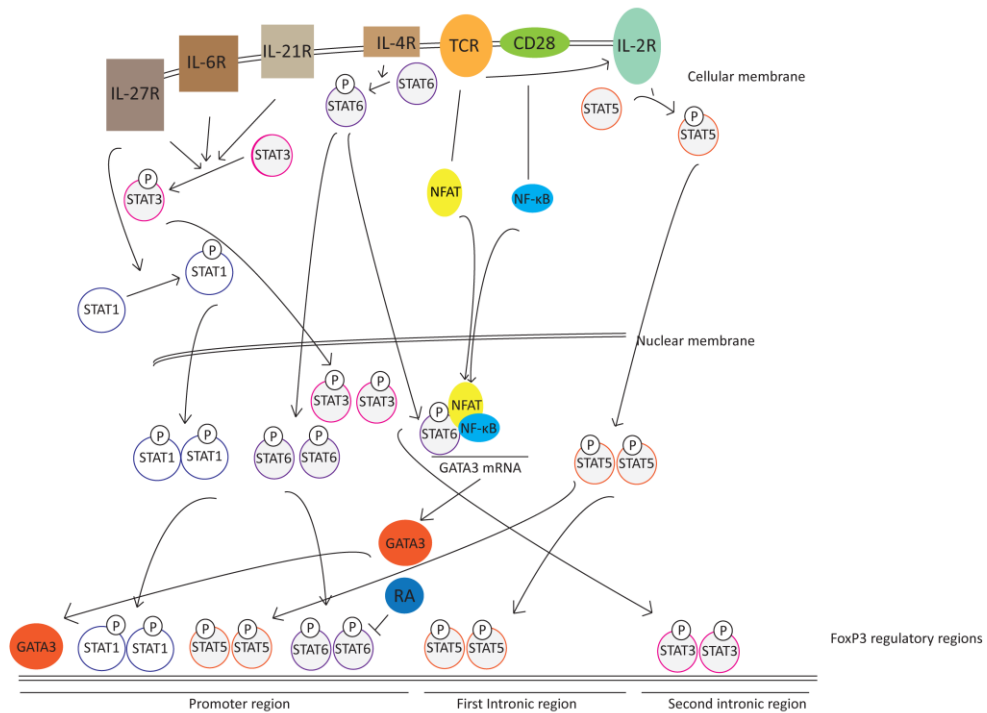 IL-27R
IL-6R
IL-21R
IL-4R
TCR
CD28
IL-2R
Cellular membrane
P
STAT6
STAT6
STAT5
P
STAT5
STAT3
P
STAT3
NFAT
NF-κB
P
STAT1
STAT1
Nuclear membrane
P
STAT3
P
STAT3
P
STAT6
NFAT
NF-κB
GATA3 mRNA
P
STAT1
P
STAT1
P
STAT6
P
STAT6
P
STAT5
P
STAT5
GATA3
RA
GATA3
P
STAT1
P
STAT1
P
STAT5
P
STAT5
P
STAT6
P
STAT6
P
STAT5
P
STAT5
P
STAT3
P
STAT3
FoxP3 regulatory regions
Promoter region
First Intronic region
Second intronic region